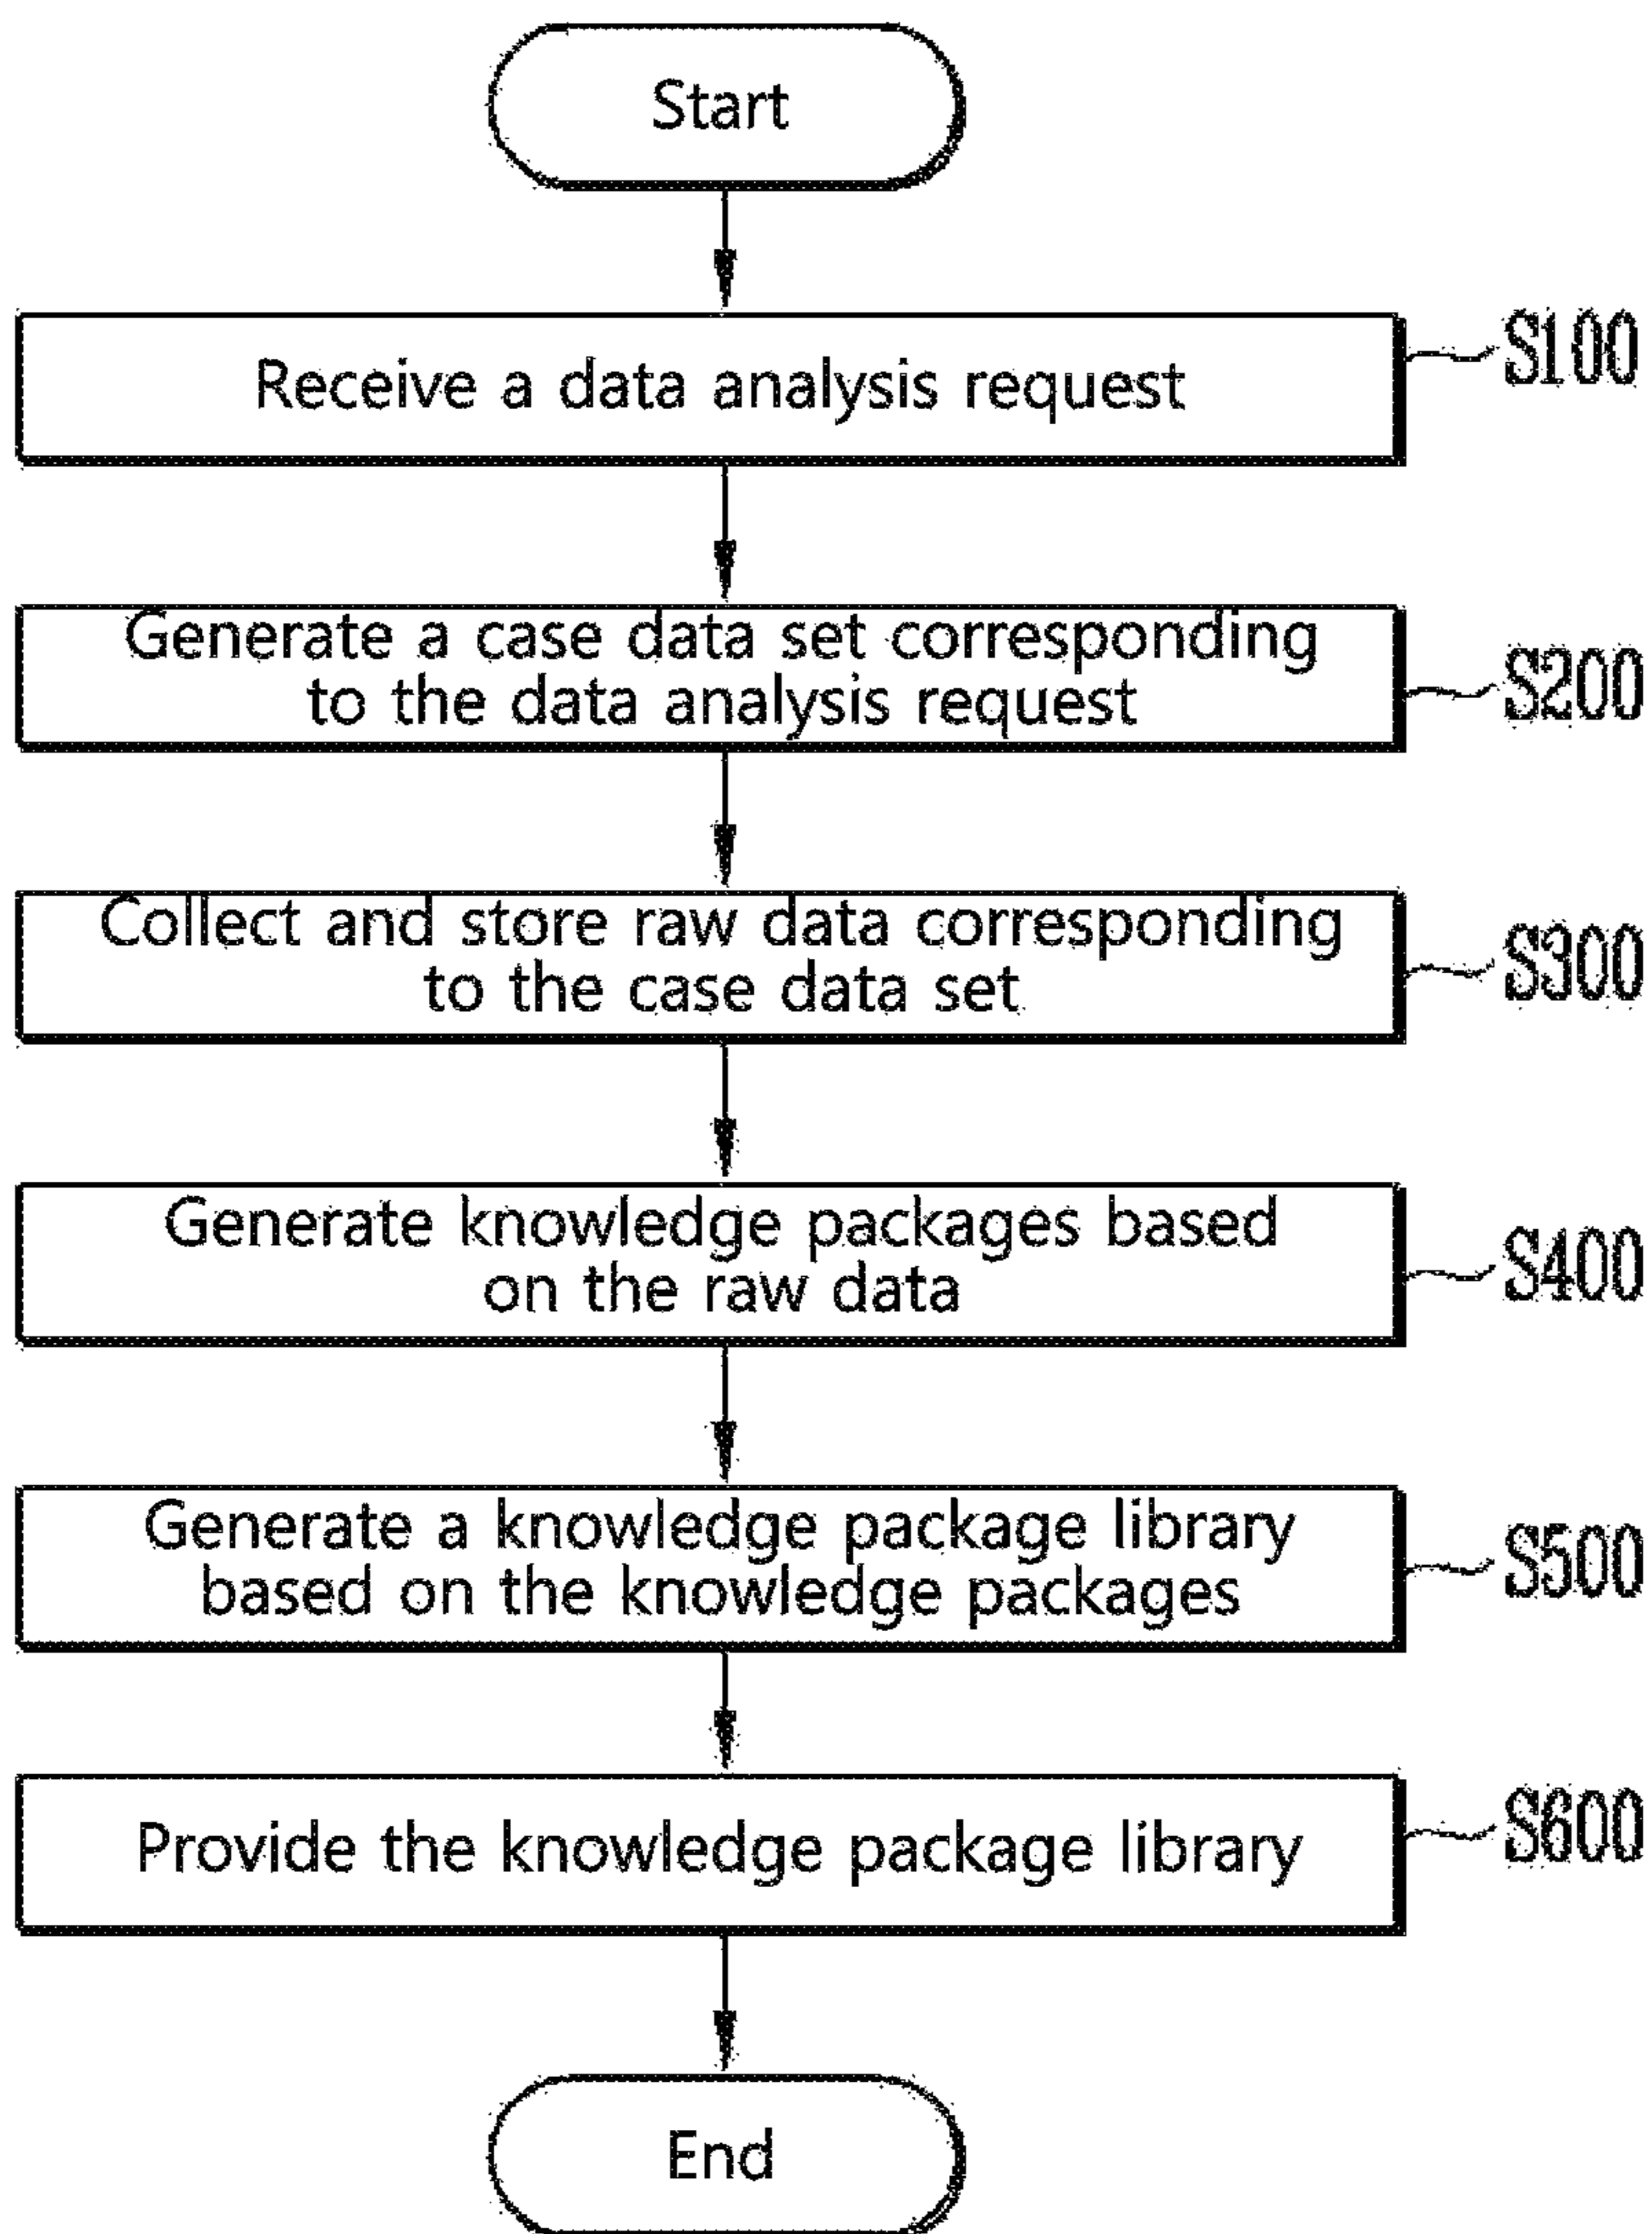 Start
Receive a data analysis request
S100
Generate a case data set corresponding
to the data analysis request
S200
Collect and store raw data corresponding
to the case data set
S300
Generate knowledge packages based
on the raw data
S400
Generate a knowledge package library
based on the knowledge packages
S500
Provide the knowledge package library
S600
End